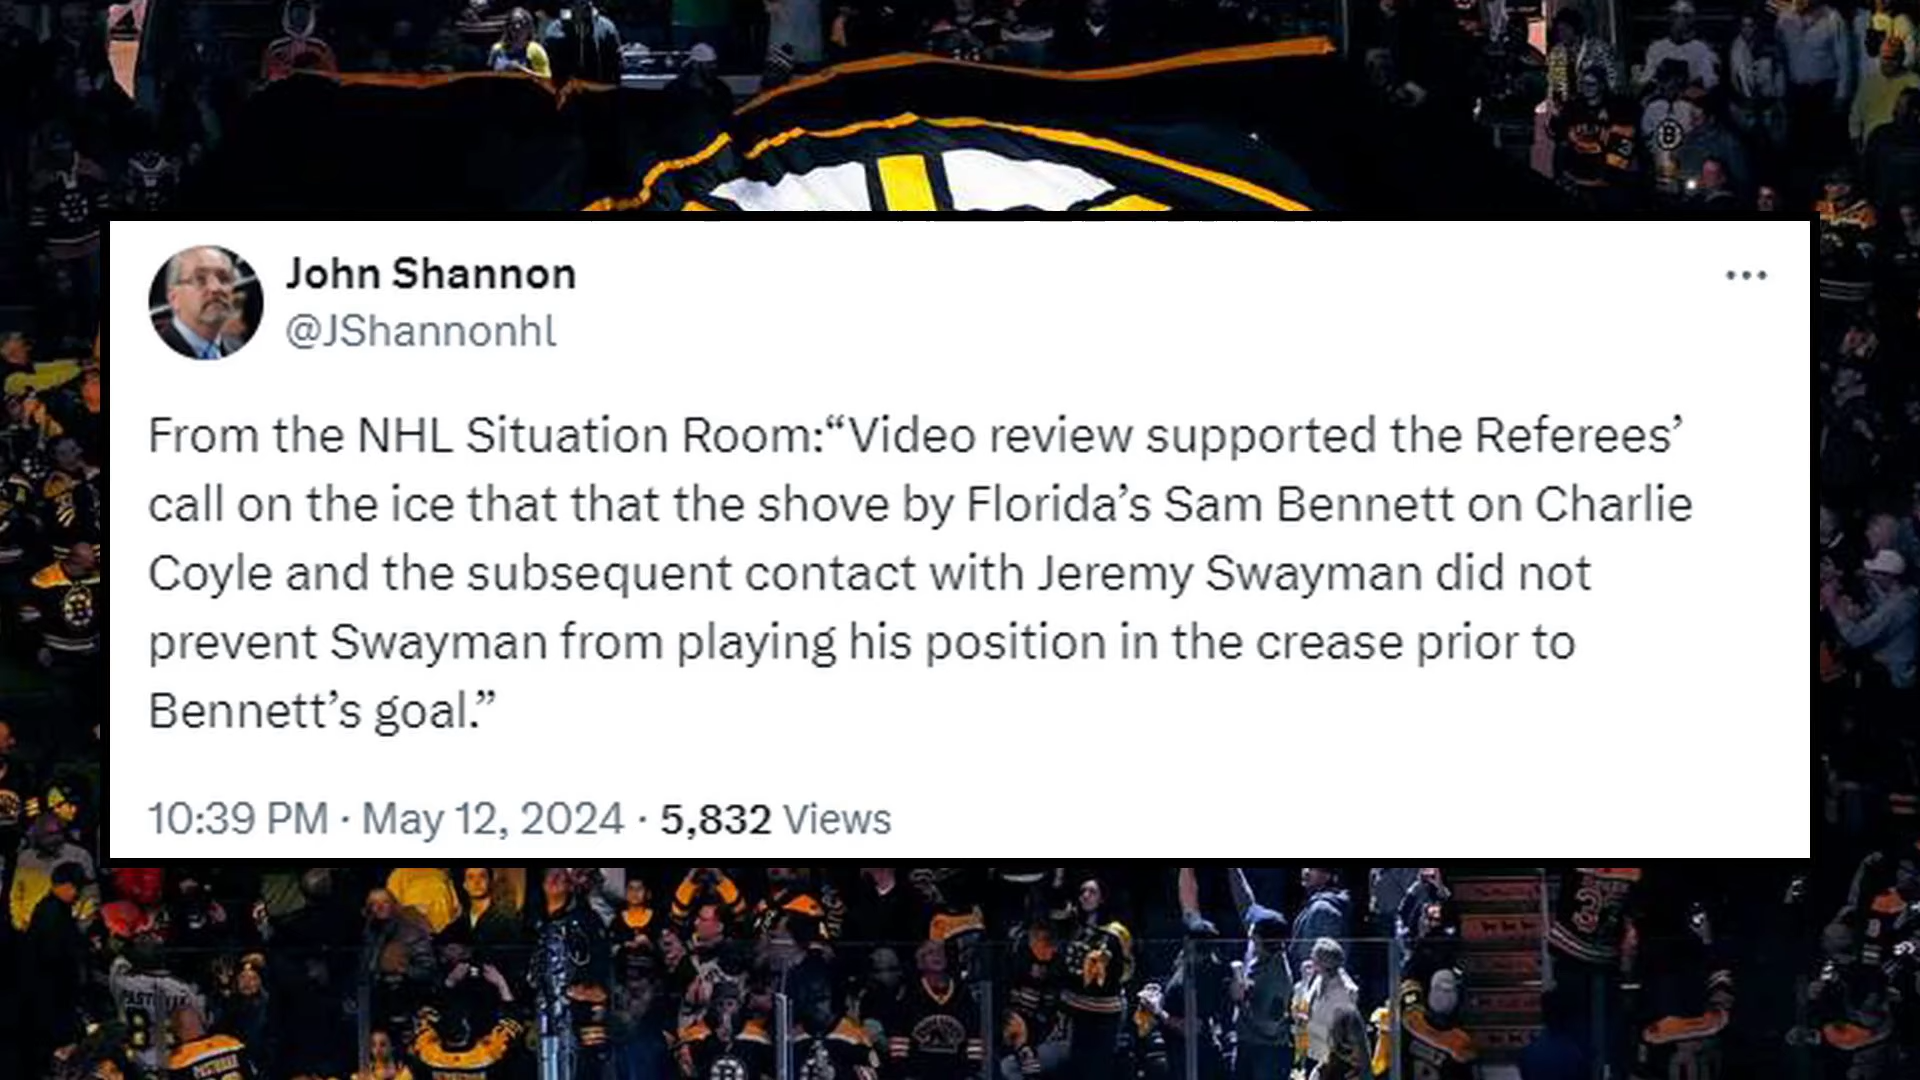 John Shannon
@JShannonhl
From the NHL Situation Room:“Video review supported the Referees’
call on the ice that that the shove by Florida’s Sam Bennett on Charlie
Coyle and the subsequent contact with Jeremy Swayman did not
prevent Swayman from playing his position in the crease prior to
Bennett’s goal.”
10:39 PM · May 12, 2024 · 5,832 Views